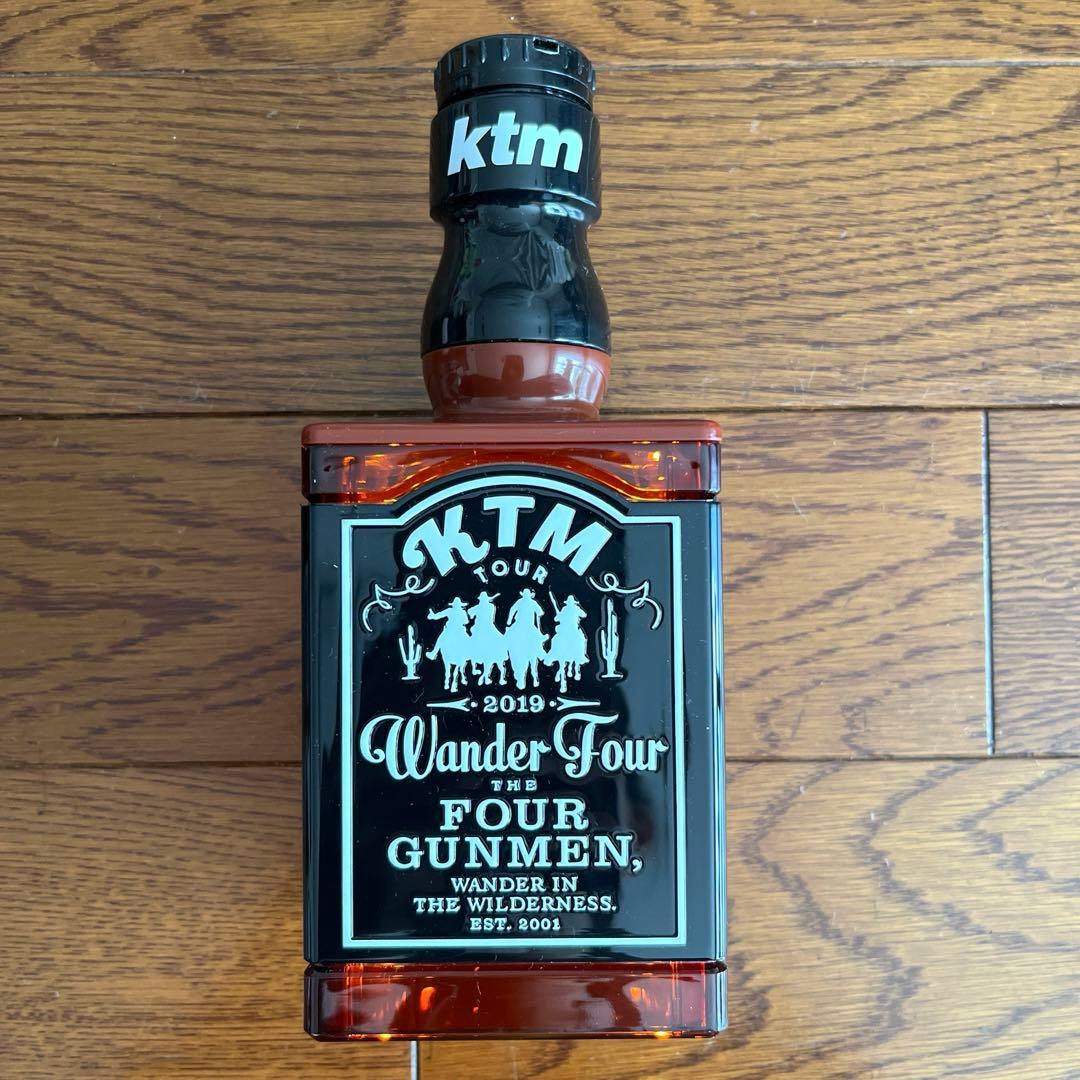 ktm
KTM
TOUR
· 2019 ·
Wander Four
THE
FOUR
GUNMEN,
WANDER IN
THE WILDERNESS.
EST. 2001